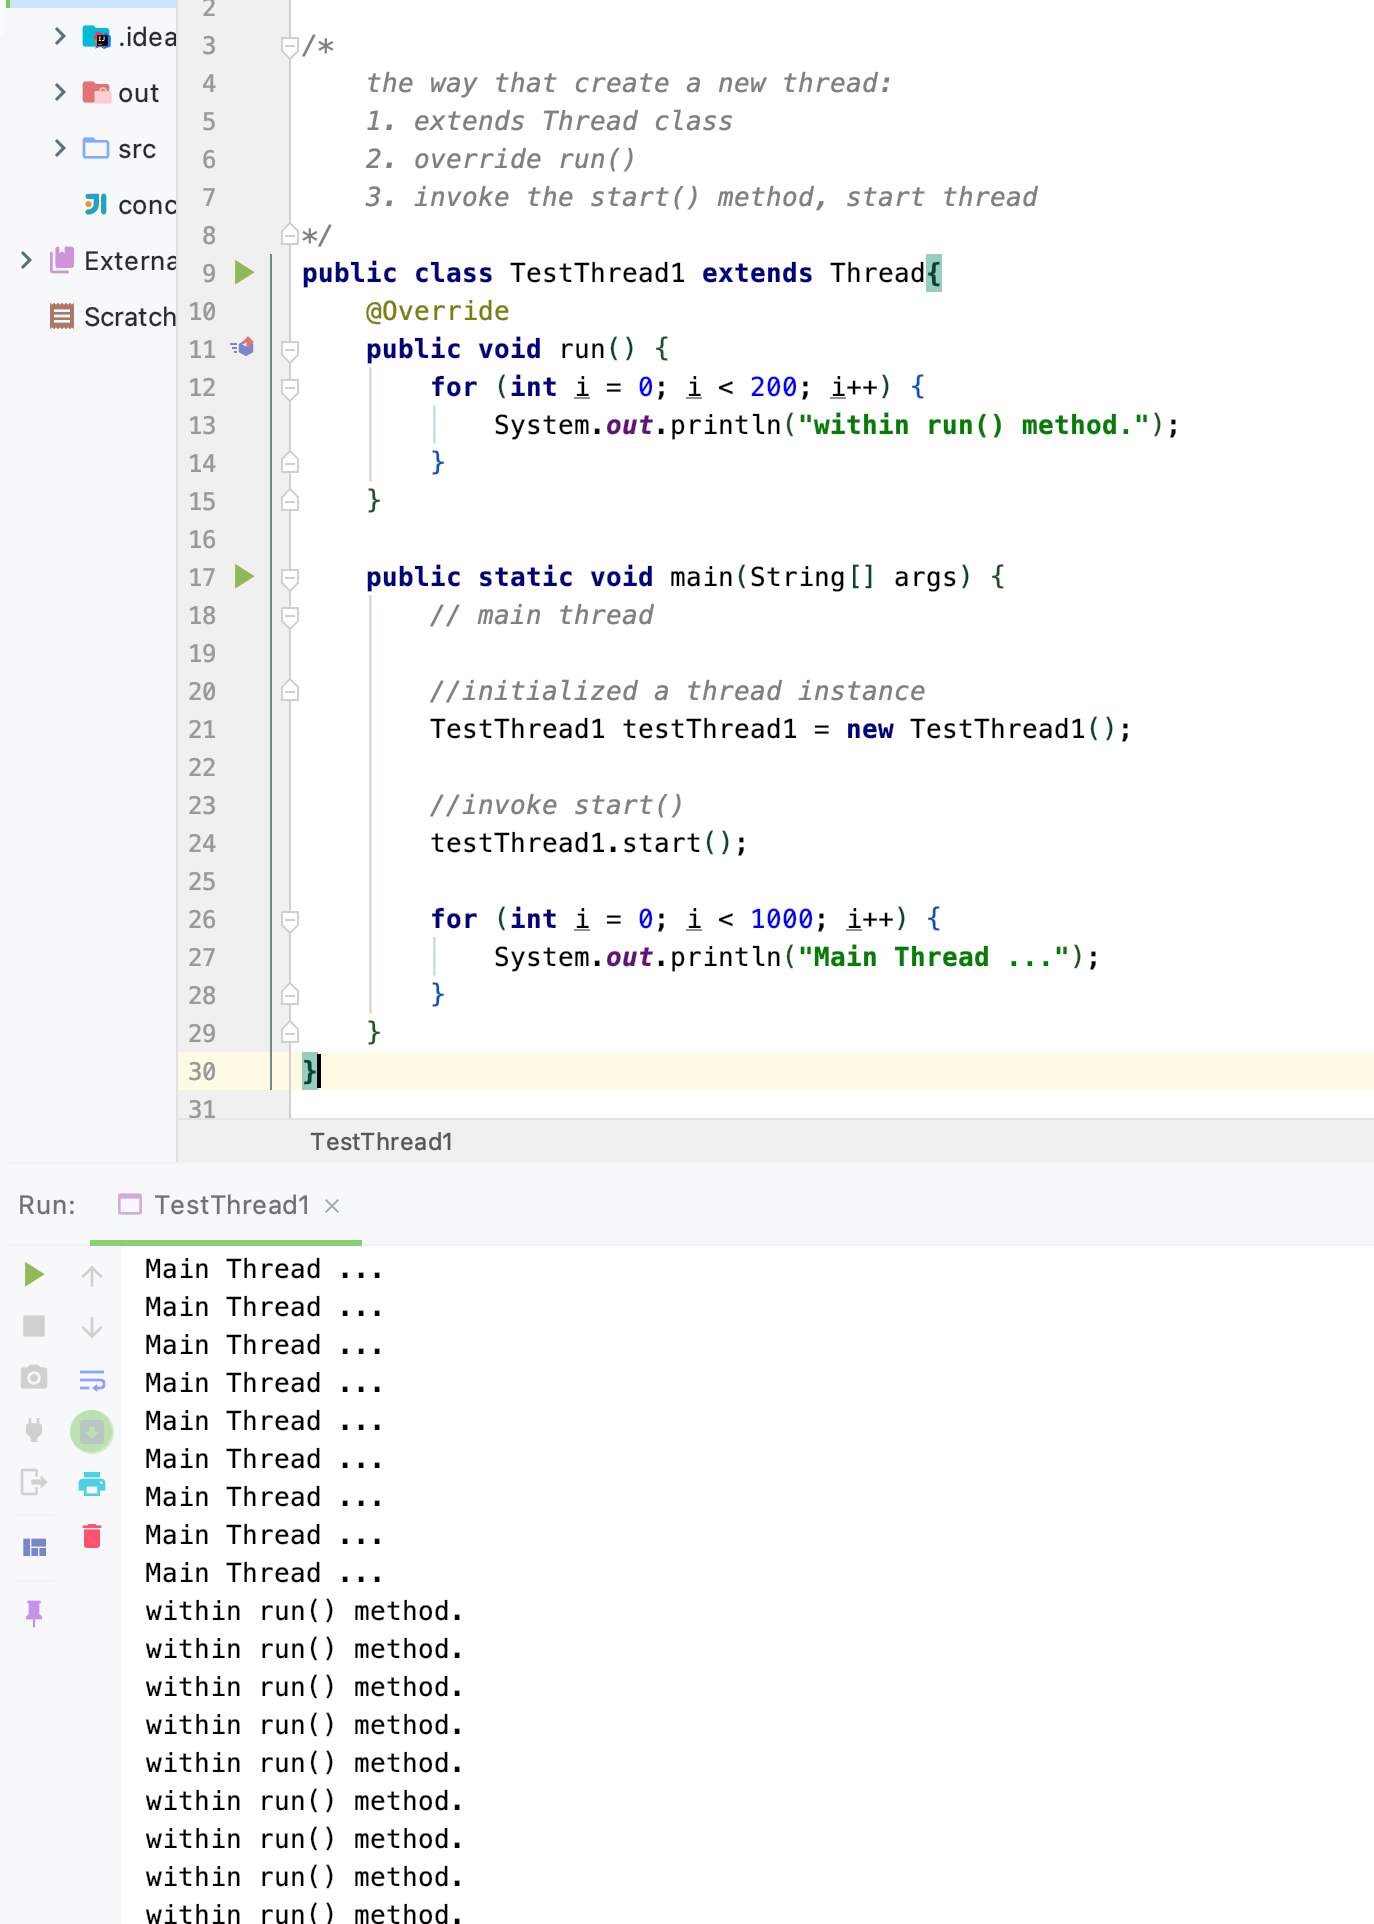 .idea
out
src
conc
Externa
Scratch
2
3 /*
4 the way that create a new thread:
5 1. extends Thread class
6 2. override run()
7 3. invoke the start() method, start thread
8 */
9 public class TestThread1 extends Thread{
10 @Override
11 public void run() {
12 for (int i = 0; i < 200; i++) {
13 System.out.println("within run() method.");
14 }
15 }
16
17 public static void main(String[] args) {
18 // main thread
19
20 //initialized a thread instance
21 TestThread1 testThread1 = new TestThread1();
22
23 //invoke start()
24 testThread1.start();
25
26 for (int i = 0; i < 1000; i++) {
27 System.out.println("Main Thread ...");
28 }
29 }
30 }
31
TestThread1
Run: TestThread1 ×
Main Thread ...
Main Thread ...
Main Thread ...
Main Thread ...
Main Thread ...
Main Thread ...
Main Thread ...
Main Thread ...
Main Thread ...
within run() method.
within run() method.
within run() method.
within run() method.
within run() method.
within run() method.
within run() method.
within run() method.
within run() method.